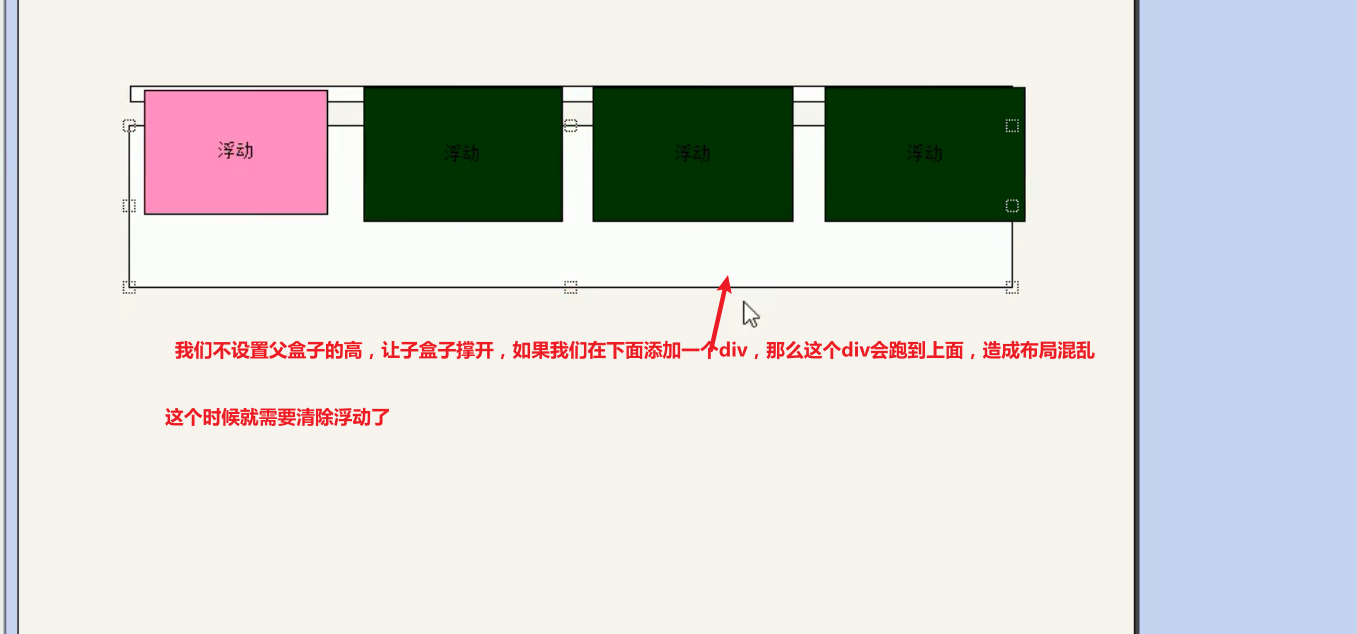 浮动 浮动 浮动 浮动
我们不设置父盒子的高，让子盒子撑开，如果我们在下面添加一个div，那么这个div会跑到上面，造成布局混乱
这个时候就需要清除浮动了